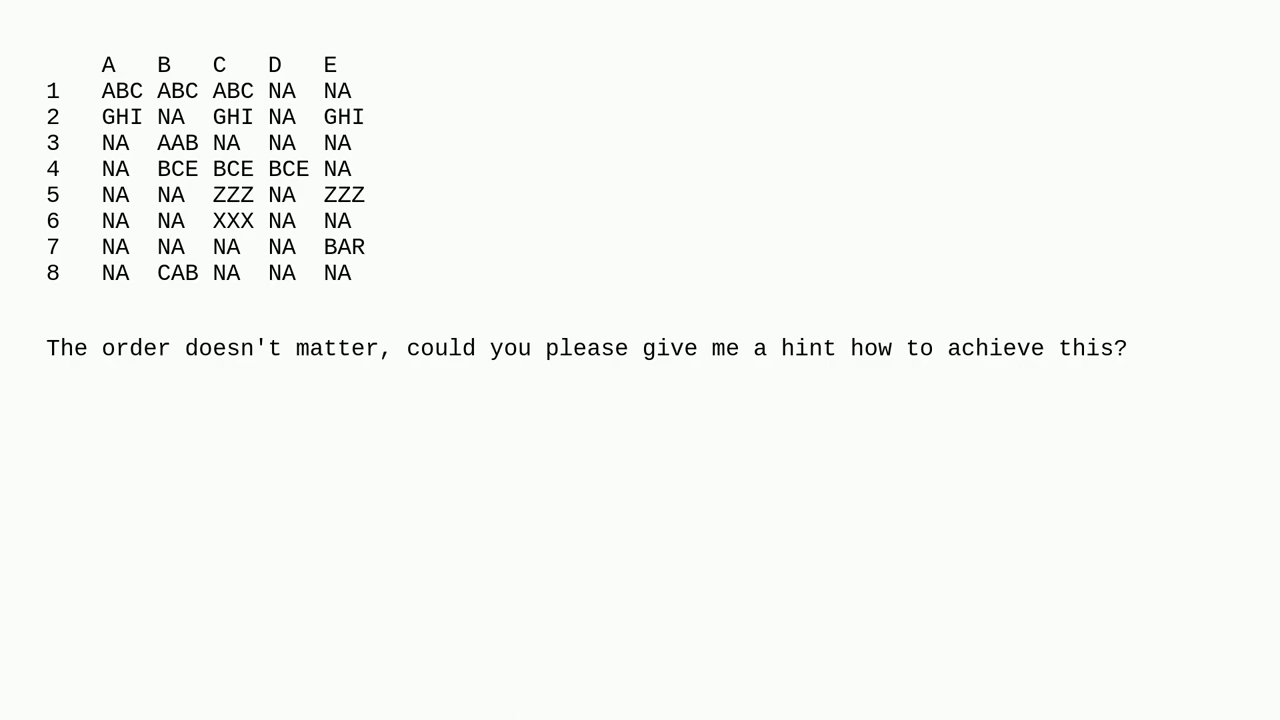 A   B   C   D   E
1   ABC ABC ABC NA  NA
2   GHI NA  GHI NA  GHI
3   NA  AAB NA  NA  NA
4   NA  BCE BCE BCE NA
5   NA  NA  ZZZ NA  ZZZ
6   NA  NA  XXX NA  NA
7   NA  NA  NA  NA  BAR
8   NA  CAB NA  NA  NA
The order doesn't matter, could you please give me a hint how to achieve this?